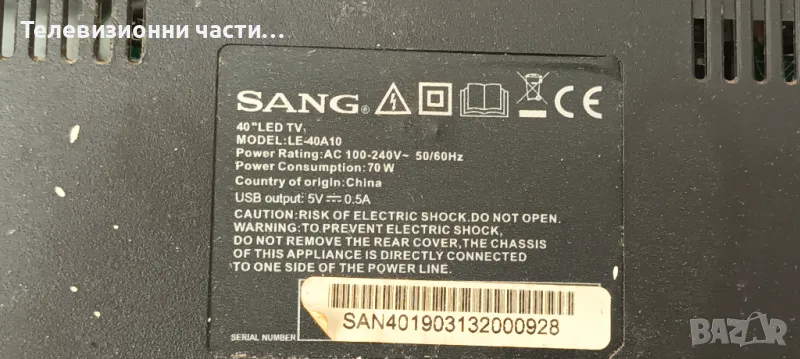 Телевизионни части...
SANG®
40"LED TV
MODEL:LE-40A10
Power Rating:AC 100-240V~ 50/60Hz
Power Consumption:70W
Country of origin:China
USB output: 5V⎓0.5A
CAUTION:RISK OF ELECTRIC SHOCK.DO NOT OPEN.
WARNING:TO PREVENT ELECTRIC SHOCK,
DO NOT REMOVE THE REAR COVER,THE CHASSIS
OF THIS APPLIANCE IS DIRECTLY CONNECTED
TO ONE SIDE OF THE POWER LINE.
SERIAL NUMBER
SAN401903132000928
BAZAR
bg